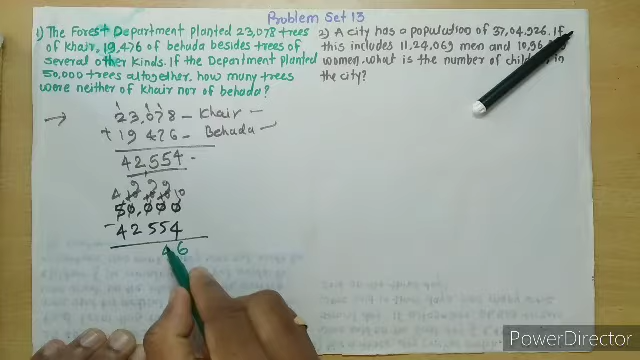 Problem Set 13
1) The Forest Department planted 23,078 trees
of Khair, 19,476 of behada besides trees of
several other kinds. If the Department planted
50,000 trees altogether. how many trees
were neither of Khair nor of behada?
2) A city has a population of 37,04,926. If
this includes 11,24,069 men and 10,96
women. what is the number of in
the city?
23,078 - Khair -
+ 19 476 - Behada -
42,554 -
50,000
- 42554
46
PowerDirector